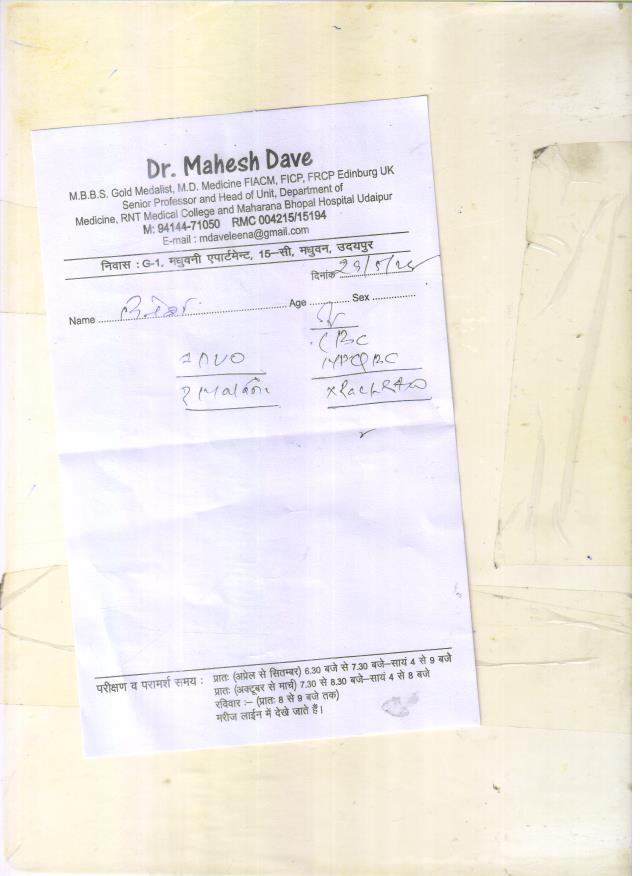 Dr. Mahesh Dave
M.B.B.S. Gold Medalist, M.D. Medicine FIACM, FICP, FRCP Edinburg UK
Senior Professor and Head of Unit, Department of
Medicine, RNT Medical College and Maharana Bhopal Hospital Udaipur
M: 94144-71050 RMC 004215/15194
E-mail : mdaveleena@gmail.com
निवास : G-1, मधुवनी एपार्टमेन्ट, 15–सी, मधुवन, उदयपुर
दिनांक
Name Age Sex
CBC
परीक्षण व परामर्श समय : प्रातः (अप्रेल से सितम्बर) 6.30 बजे से 7.30 बजे–सायं 4 से 9 बजे
प्रातः (अक्टूबर से मार्च) 7.30 से 8.30 बजे–सायं 4 से 8 बजे
रविवार :– (प्रातः 8 से 9 बजे तक)
मरीज लाईन में देखे जाते हैं।